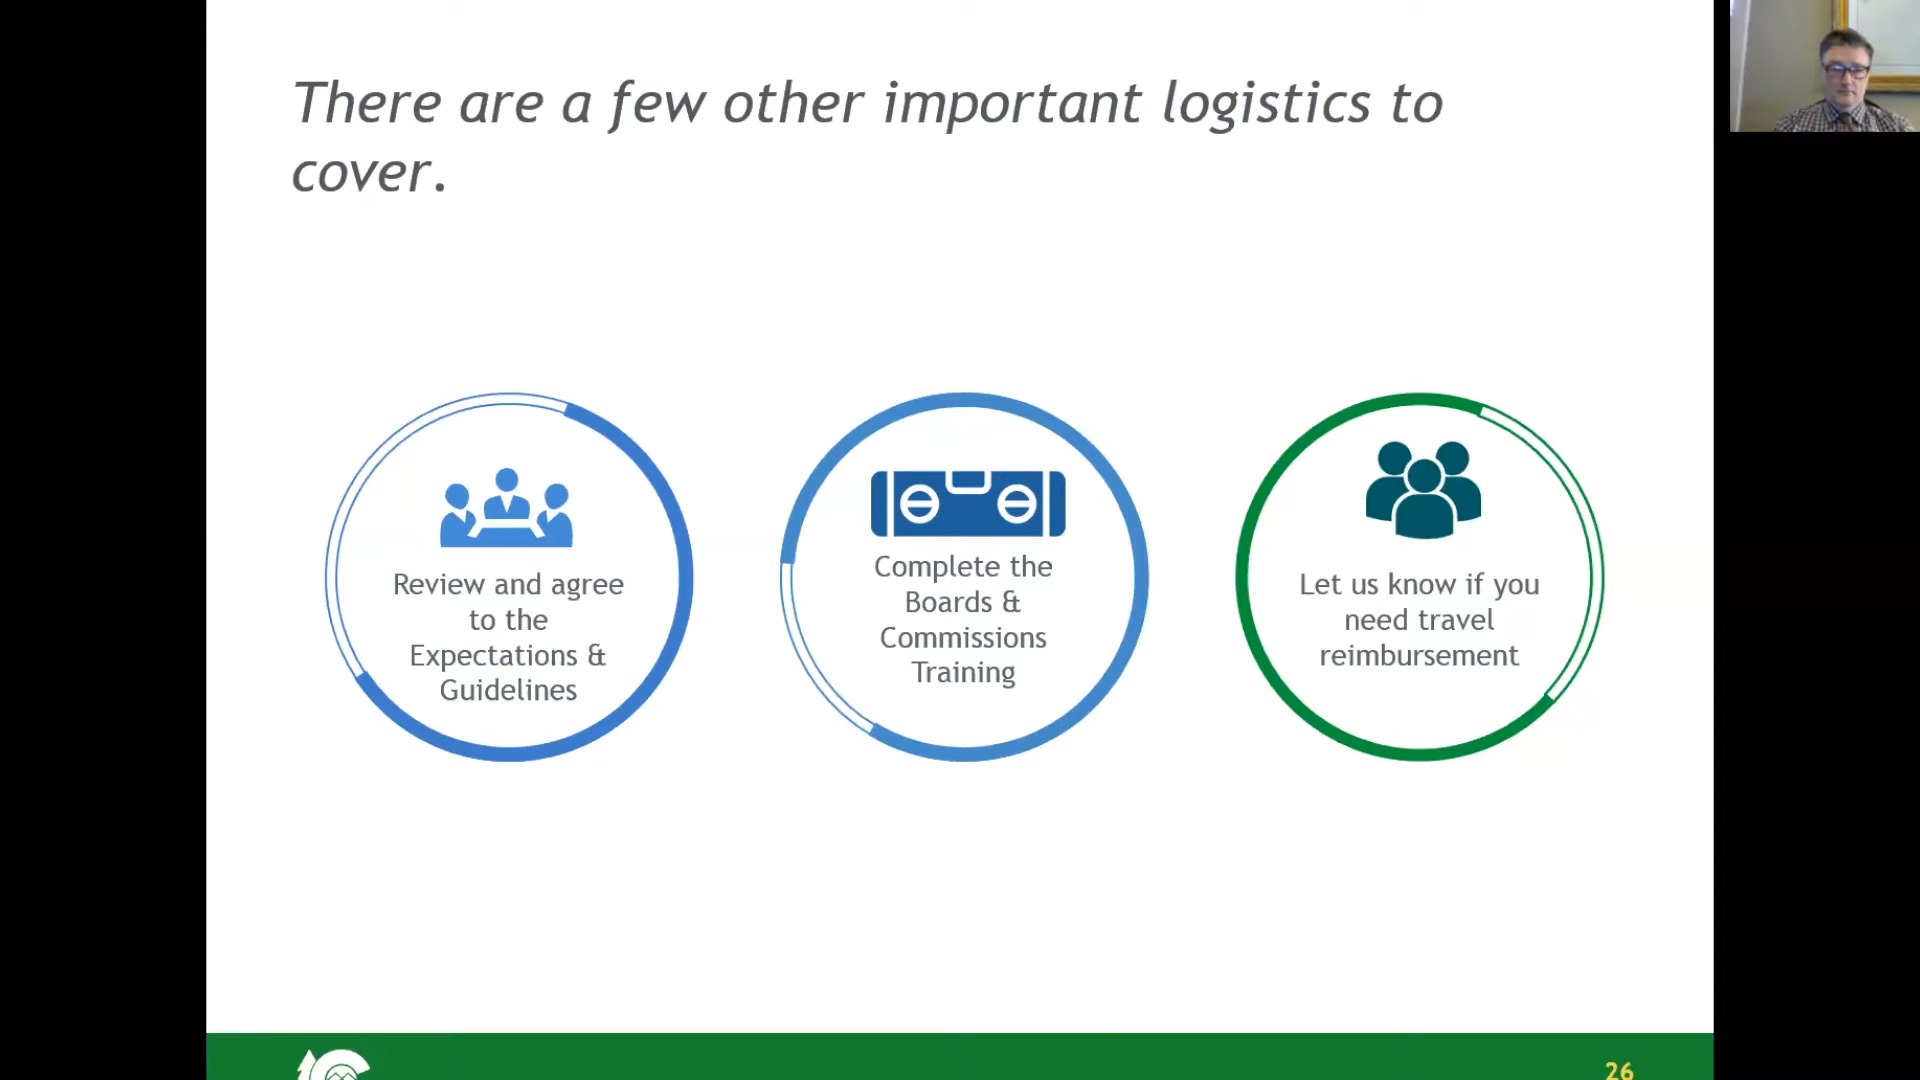 There are a few other important logistics to
cover.
Review and agree
to the
Expectations &
Guidelines
Complete the
Boards &
Commissions
Training
Let us know if you
need travel
reimbursement
26